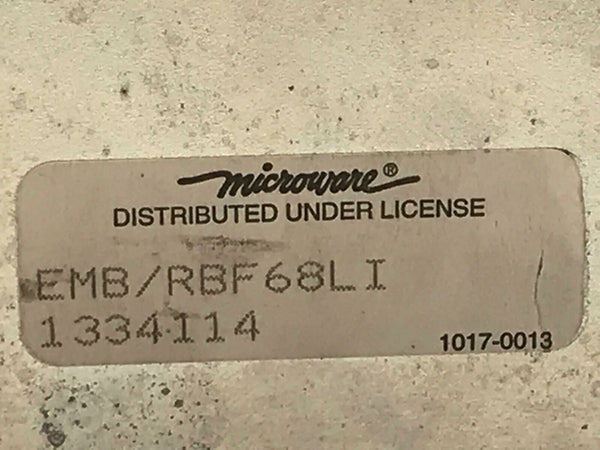 microware®
DISTRIBUTED UNDER LICENSE
EMB/RBF68LI
1334114
1017-0013